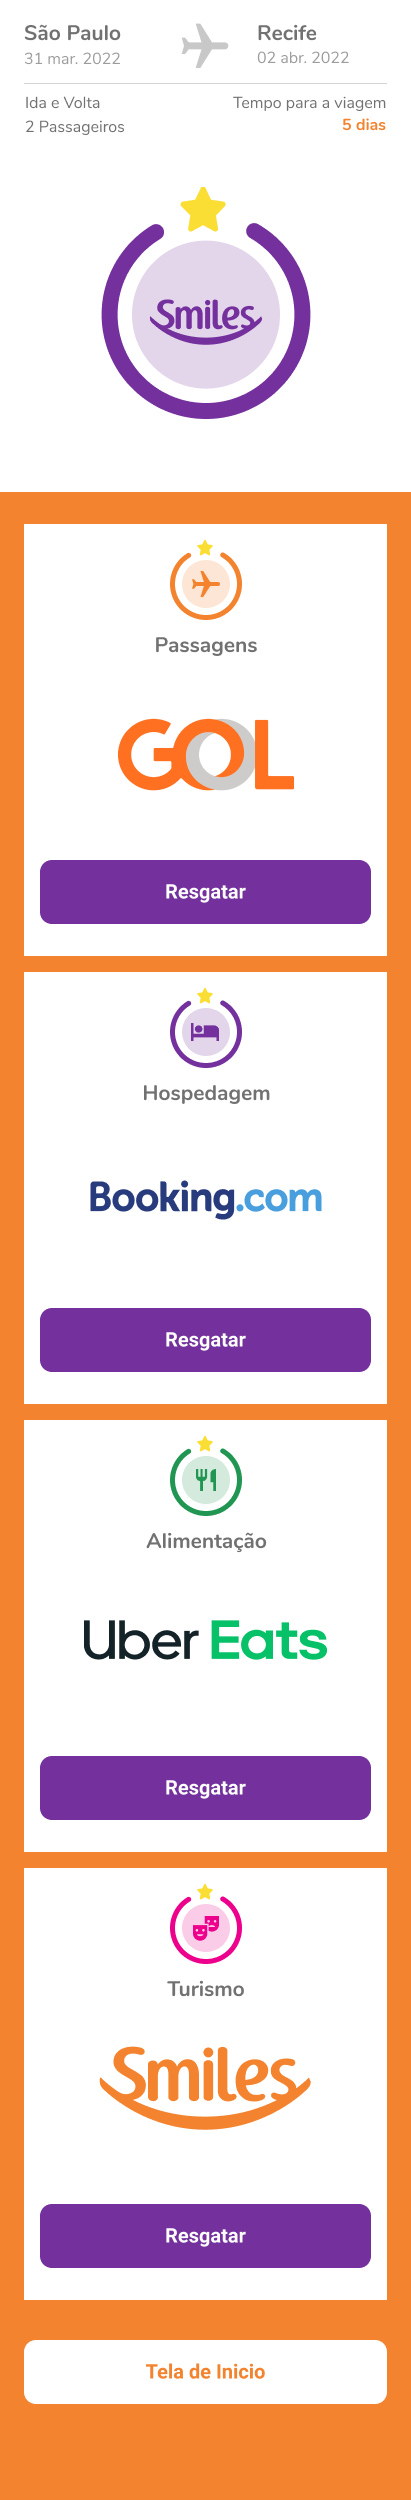 São Paulo
31 mar. 2022
Recife
02 abr. 2022
Ida e Volta
2 Passageiros
Tempo para a viagem
5 dias
Smiles
Passagens
GOL
Resgatar
Hospedagem
Booking.com
Resgatar
Alimentação
Uber Eats
Resgatar
Turismo
Smiles
Resgatar
Tela de Inicio